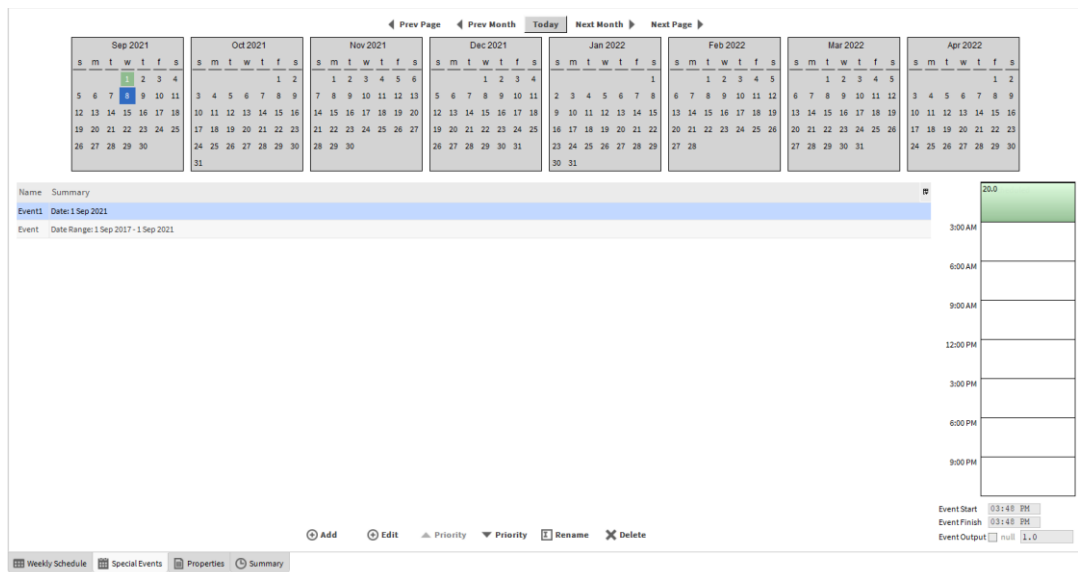 Prev Page Prev Month Today Next Month Next Page
Sep 2021 Oct 2021 Nov 2021 Dec 2021 Jan 2022 Feb 2022 Mar 2022 Apr 2022
s m t w t f s s m t w t f s s m t w t f s s m t w t f s s m t w t f s s m t w t f s s m t w t f s s m t w t f s
1 2 3 4 1 2 1 2 3 4 5 6 1 2 3 4 1 1 2 3 4 5 1 2 3 4 5 1 2
5 6 7 8 9 10 11 3 4 5 6 7 8 9 7 8 9 10 11 12 13 5 6 7 8 9 10 11 2 3 4 5 6 7 8 6 7 8 9 10 11 12 6 7 8 9 10 11 12 3 4 5 6 7 8 9
12 13 14 15 16 17 18 10 11 12 13 14 15 16 14 15 16 17 18 19 20 12 13 14 15 16 17 18 9 10 11 12 13 14 15 13 14 15 16 17 18 19 13 14 15 16 17 18 19 10 11 12 13 14 15 16
19 20 21 22 23 24 25 17 18 19 20 21 22 23 21 22 23 24 25 26 27 19 20 21 22 23 24 25 16 17 18 19 20 21 22 20 21 22 23 24 25 26 20 21 22 23 24 25 26 17 18 19 20 21 22 23
26 27 28 29 30 24 25 26 27 28 29 30 28 29 30 26 27 28 29 30 31 23 24 25 26 27 28 29 27 28 27 28 29 30 31 24 25 26 27 28 29 30
31 30 31
Name Summary
Event1 Date: 1 Sep 2021
Event Date Range: 1 Sep 2017 - 1 Sep 2021
20.0
3:00 AM
6:00 AM
9:00 AM
12:00 PM
3:00 PM
6:00 PM
9:00 PM
Event Start 03:48 PM
Event Finish 03:48 PM
Event Output null 1.0
Add Edit Priority Priority Rename Delete
Weekly Schedule Special Events Properties Summary